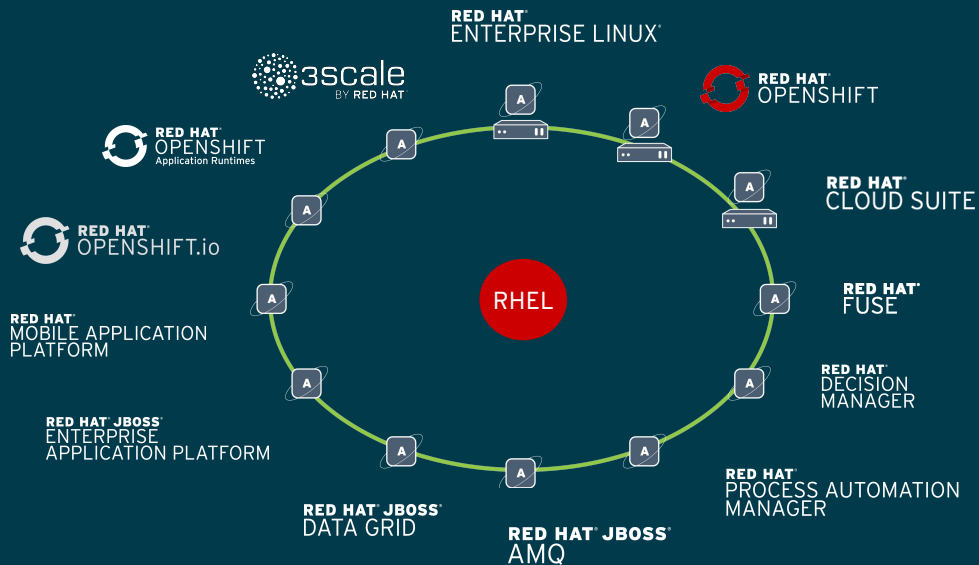 RED HAT®
ENTERPRISE LINUX®
3scale
BY RED HAT®
RED HAT®
OPENSHIFT
RED HAT®
OPENSHIFT
Application Runtimes
RED HAT®
CLOUD SUITE
RED HAT®
OPENSHIFT.io
RED HAT®
FUSE
RED HAT®
MOBILE APPLICATION
PLATFORM
RED HAT®
DECISION
MANAGER
RED HAT® JBOSS®
ENTERPRISE
APPLICATION PLATFORM
RED HAT®
PROCESS AUTOMATION
MANAGER
RED HAT® JBOSS®
DATA GRID
RED HAT® JBOSS®
AMQ
RHEL
A
A
A
A
A
A
A
A
A
A
A
A